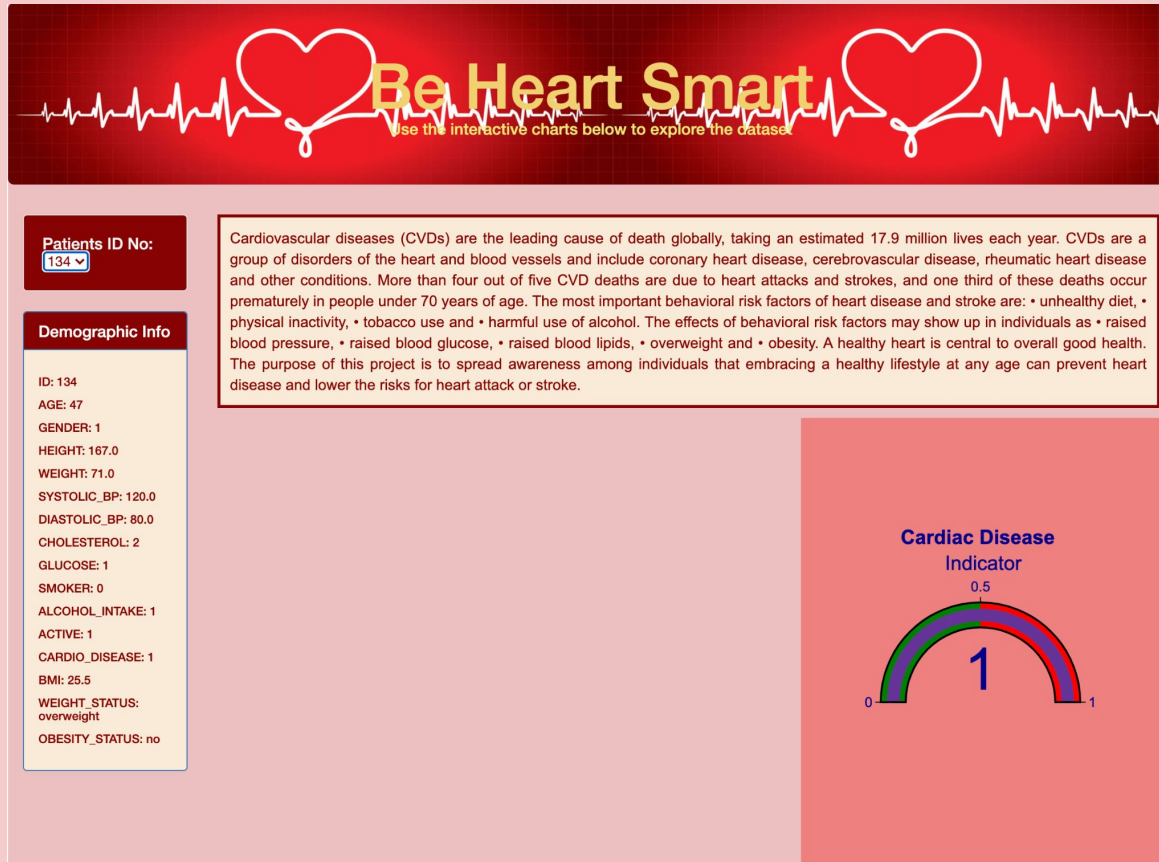 Be Heart Smart
Use the interactive charts below to explore the dataset
Patients ID No:
134
Demographic Info
ID: 134
AGE: 47
GENDER: 1
HEIGHT: 167.0
WEIGHT: 71.0
SYSTOLIC_BP: 120.0
DIASTOLIC_BP: 80.0
CHOLESTEROL: 2
GLUCOSE: 1
SMOKER: 0
ALCOHOL_INTAKE: 1
ACTIVE: 1
CARDIO_DISEASE: 1
BMI: 25.5
WEIGHT_STATUS:
overweight
OBESITY_STATUS: no
Cardiovascular diseases (CVDs) are the leading cause of death globally, taking an estimated 17.9 million lives each year. CVDs are a
group of disorders of the heart and blood vessels and include coronary heart disease, cerebrovascular disease, rheumatic heart disease
and other conditions. More than four out of five CVD deaths are due to heart attacks and strokes, and one third of these deaths occur
prematurely in people under 70 years of age. The most important behavioral risk factors of heart disease and stroke are: • unhealthy diet, •
physical inactivity, • tobacco use and • harmful use of alcohol. The effects of behavioral risk factors may show up in individuals as • raised
blood pressure, • raised blood glucose, • raised blood lipids, • overweight and • obesity. A healthy heart is central to overall good health.
The purpose of this project is to spread awareness among individuals that embracing a healthy lifestyle at any age can prevent heart
disease and lower the risks for heart attack or stroke.
Cardiac Disease
Indicator
0.5
1
0
1